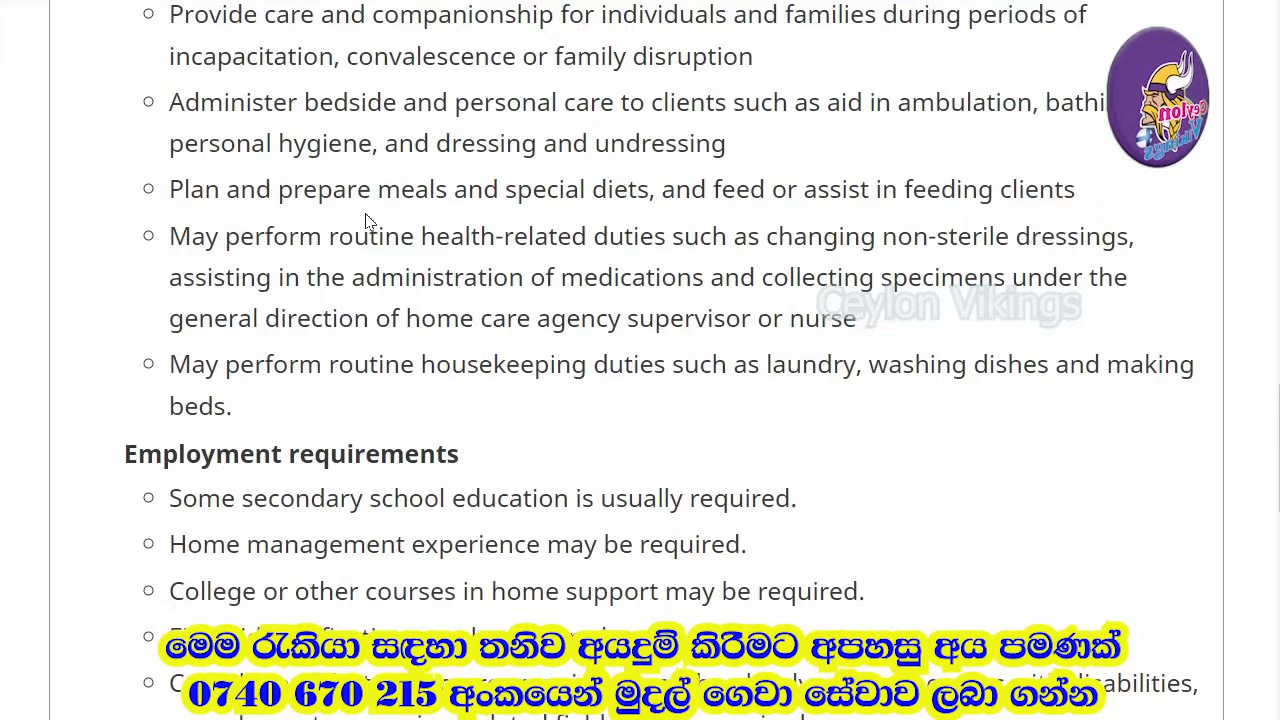 Provide care and companionship for individuals and families during periods of
incapacitation, convalescence or family disruption
Administer bedside and personal care to clients such as aid in ambulation,
personal hygiene, and dressing and undressing
Plan and prepare meals and special diets, and feed or assist in feeding clients
May perform routine health-related duties such as changing non-sterile dressings,
assisting in the administration of medications and collecting specimens under the
general direction of home care agency supervisor or nurse
May perform routine housekeeping duties such as laundry, washing dishes and making
beds.
Employment requirements
Some secondary school education is usually required.
Home management experience may be required.
College or other courses in home support may be required.
මෙම රැකියා සඳහා තනිව අයදුම් කිරීමට අපහසු අය පමණක්
0740 670 215 අංකයෙන් මුදල් ගෙවා සේවාව ලබා ගන්න
disabilities,
Ceylon Vikings
Ceylon
Vikings